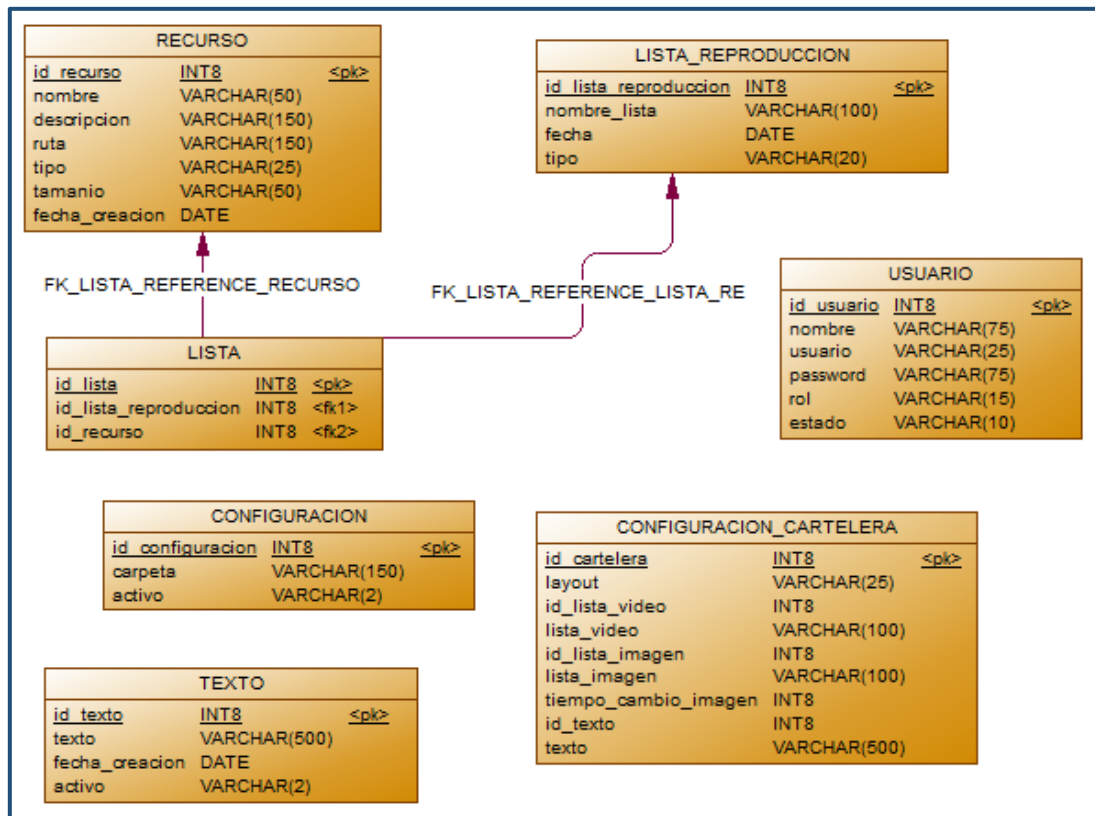 RECURSO
id_recurso INT8 <pk>
nombre VARCHAR(50)
descripcion VARCHAR(150)
ruta VARCHAR(150)
tipo VARCHAR(25)
tamanio VARCHAR(50)
fecha_creacion DATE
LISTA_REPRODUCCION
id_lista_reproduccion INT8 <pk>
nombre_lista VARCHAR(100)
fecha DATE
tipo VARCHAR(20)
FK_LISTA_REFERENCE_RECURSO
FK_LISTA_REFERENCE_LISTA_RE
USUARIO
id_usuario INT8 <pk>
nombre VARCHAR(75)
usuario VARCHAR(25)
password VARCHAR(75)
rol VARCHAR(15)
estado VARCHAR(10)
LISTA
id_lista INT8 <pk>
id_lista_reproduccion INT8 <fk1>
id_recurso INT8 <fk2>
CONFIGURACION
id_configuracion INT8 <pk>
carpeta VARCHAR(150)
activo VARCHAR(2)
CONFIGURACION_CARTELERA
id_cartelera INT8 <pk>
layout VARCHAR(25)
id_lista_video INT8
lista_video VARCHAR(100)
id_lista_imagen INT8
lista_imagen VARCHAR(100)
tiempo_cambio_imagen INT8
id_texto INT8
texto VARCHAR(500)
TEXTO
id_texto INT8 <pk>
texto VARCHAR(500)
fecha_creacion DATE
activo VARCHAR(2)